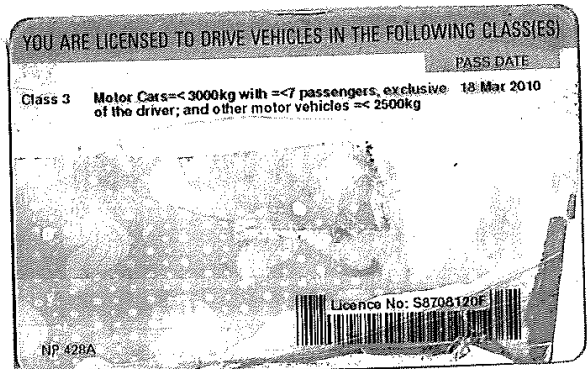 YOU ARE LICENSED TO DRIVE VEHICLES IN THE FOLLOWING CLASS(ES)
PASS DATE
Class 3 Motor Cars=< 3000kg with =<7 passengers, exclusive 18 Mar 2010
of the driver; and other motor vehicles =< 2500kg
Licence No: S8708120F
NP 428A